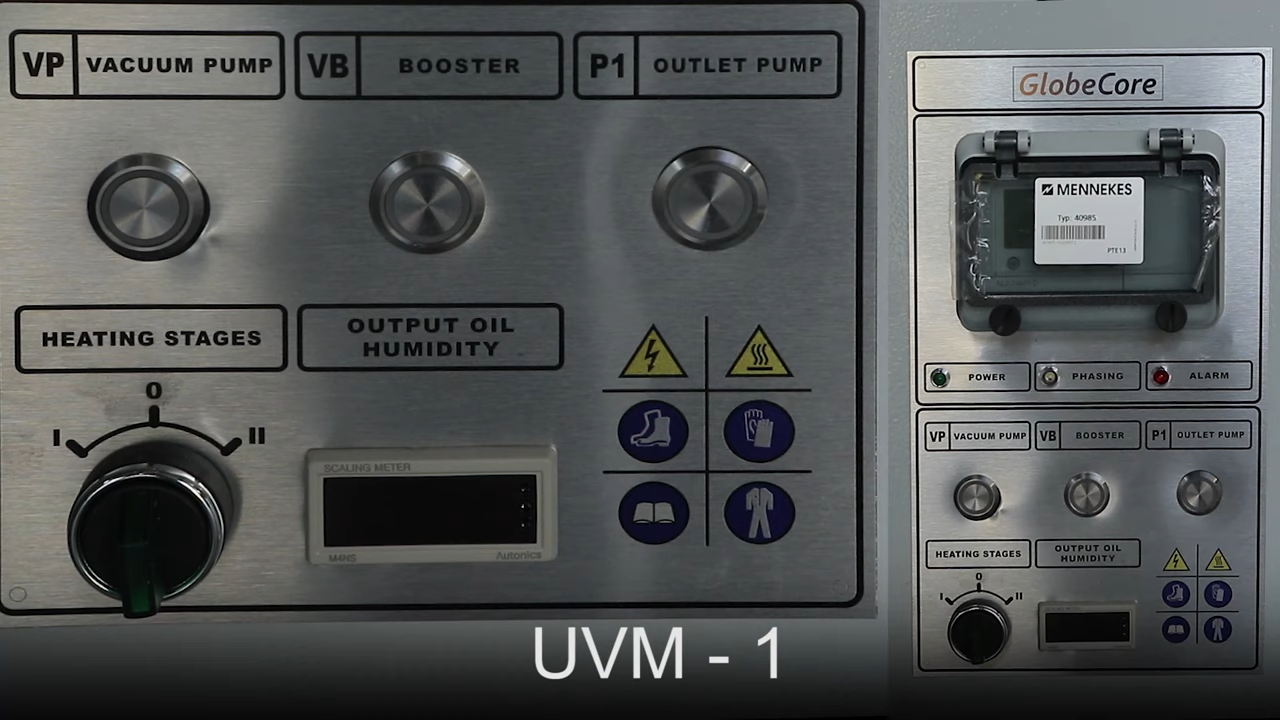 VP VACUUM PUMP
VB BOOSTER
P1 OUTLET PUMP
HEATING STAGES
OUTPUT OIL
HUMIDITY
I 0 II
SCALING METER
M4NS Autonics
GlobeCore
MENNEKES
Typ: 40985
PTE13
POWER
PHASING
ALARM
VP VACUUM PUMP
VB BOOSTER
P1 OUTLET PUMP
HEATING STAGES
OUTPUT OIL
HUMIDITY
I 0 II
UVM - 1